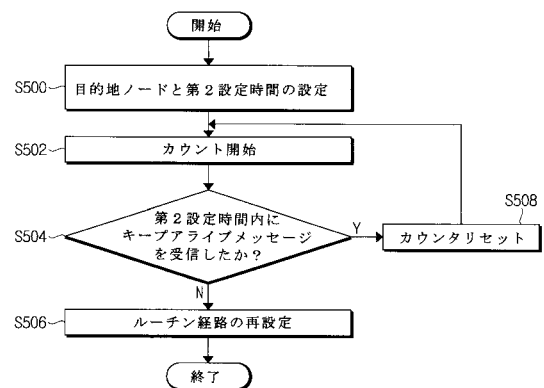 開始
S500
目的地ノードと第2設定時間の設定
S502
カウント開始
S504
第2設定時間内に
キープアライブメッセージ
を受信したか?
Y
S508
カウンタリセット
N
S506
ルーチン経路の再設定
終了